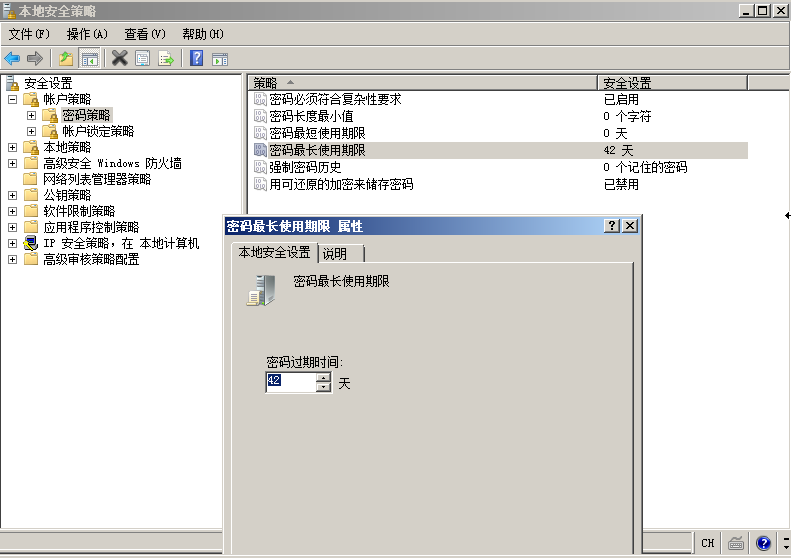 本地安全策略
文件(F) 操作(A) 查看(V) 帮助(H)
安全设置
帐户策略
密码策略
帐户锁定策略
本地策略
高级安全 Windows 防火墙
网络列表管理器策略
公钥策略
软件限制策略
应用程序控制策略
IP 安全策略，在 本地计算机
高级审核策略配置
策略 安全设置
密码必须符合复杂性要求 已启用
密码长度最小值 0 个字符
密码最短使用期限 0 天
密码最长使用期限 42 天
强制密码历史 0 个记住的密码
用可还原的加密来储存密码 已禁用
密码最长使用期限 属性
本地安全设置 说明
密码最长使用期限
密码过期时间:
42 天
CH